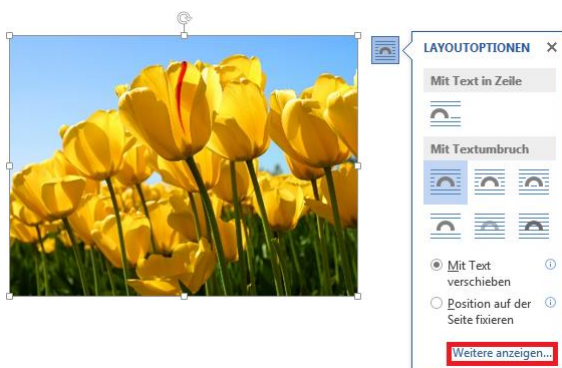 LAYOUTOPTIONEN
Mit Text in Zeile
Mit Textumbruch
Mit Text
verschieben
Position auf der
Seite fixieren
Weitere anzeigen...